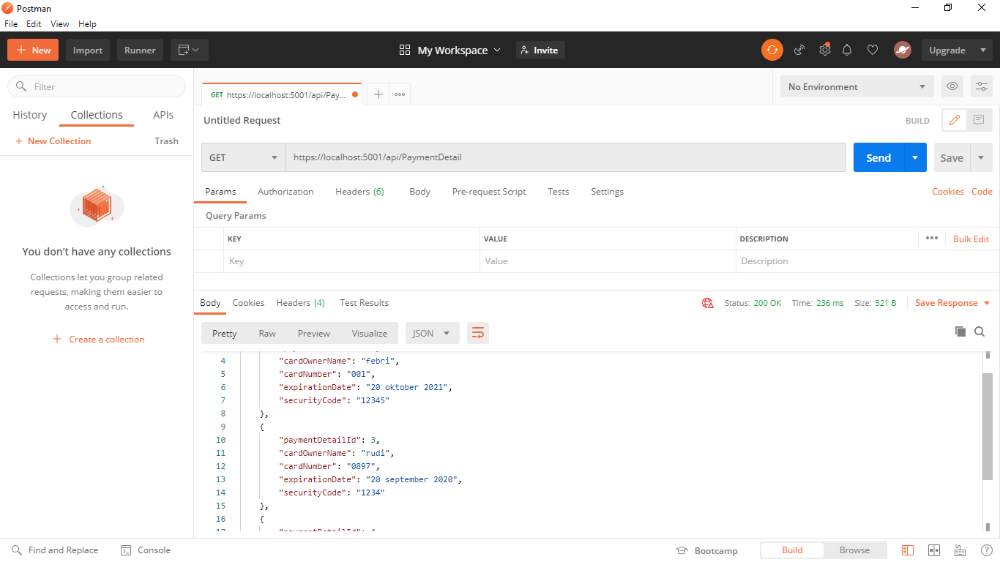 Postman
File Edit View Help
New Import Runner My Workspace Invite Upgrade
Filter
History Collections APIs
+ New Collection Trash
You don't have any collections
Collections let you group related
requests, making them easier to
access and run.
+ Create a collection
GET https://localhost:5001/api/Pay...
No Environment
Untitled Request BUILD
GET https://localhost:5001/api/PaymentDetail Send Save
Params Authorization Headers (6) Body Pre-request Script Tests Settings Cookies Code
Query Params
KEY VALUE DESCRIPTION ••• Bulk Edit
Key Value Description
Body Cookies Headers (4) Test Results Status: 200 OK Time: 236 ms Size: 521 B Save Response
Pretty Raw Preview Visualize JSON
4 "cardOwnerName": "febri",
5 "cardNumber": "001",
6 "expirationDate": "20 oktober 2021",
7 "securityCode": "12345"
8 },
9 {
10 "paymentDetailId": 3,
11 "cardOwnerName": "rudi",
12 "cardNumber": "0897",
13 "expirationDate": "20 september 2020",
14 "securityCode": "1234"
15 },
16 {
Find and Replace Console Bootcamp Build Browse